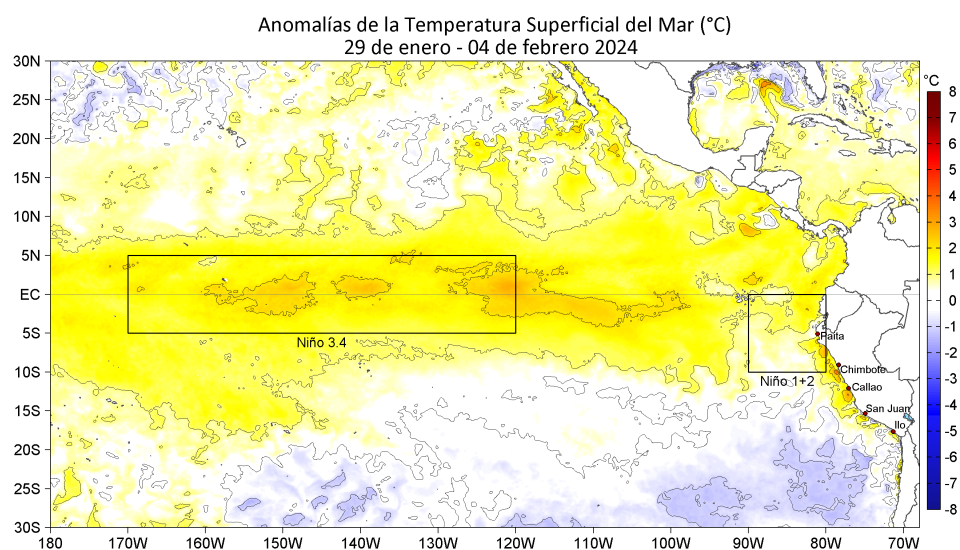 Anomalías de la Temperatura Superficial del Mar (°C)
29 de enero - 04 de febrero 2024
30N
25N
20N
15N
10N
5N
EC
5S
10S
15S
20S
25S
30S
180
170W
160W
150W
140W
130W
120W
110W
100W
90W
80W
70W
Niño 3.4
Niño 1+2
Paita
Chimbote
Callao
San Juan
Ilo
°C
8
7
6
5
4
3
2
1
0
-1
-2
-3
-4
-5
-6
-7
-8